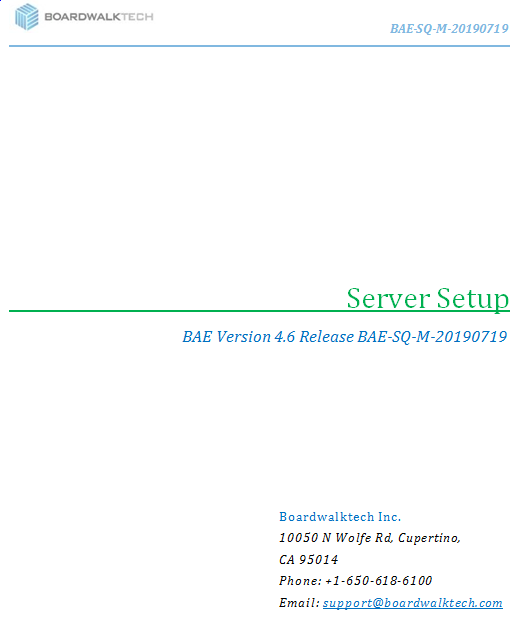 BOARDWALKTECH
BAE-SQ-M-20190719
Server Setup
BAE Version 4.6 Release BAE-SQ-M-20190719
Boardwalktech Inc.
10050 N Wolfe Rd, Cupertino,
CA 95014
Phone: +1-650-618-6100
Email: support@boardwalktech.com